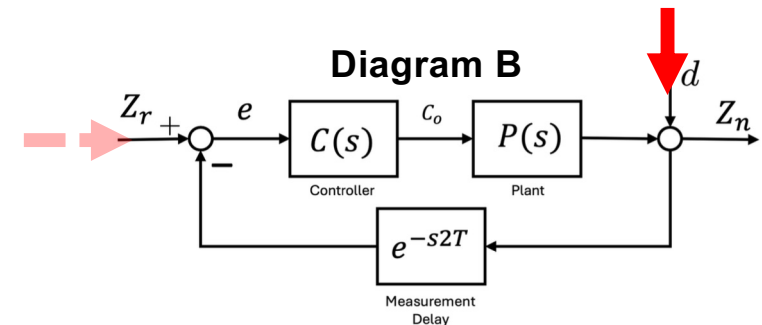 Diagram B
d
Z_r + e C(s) C_o P(s) Z_n
−
Controller Plant
e^{-s2T}
Measurement
Delay